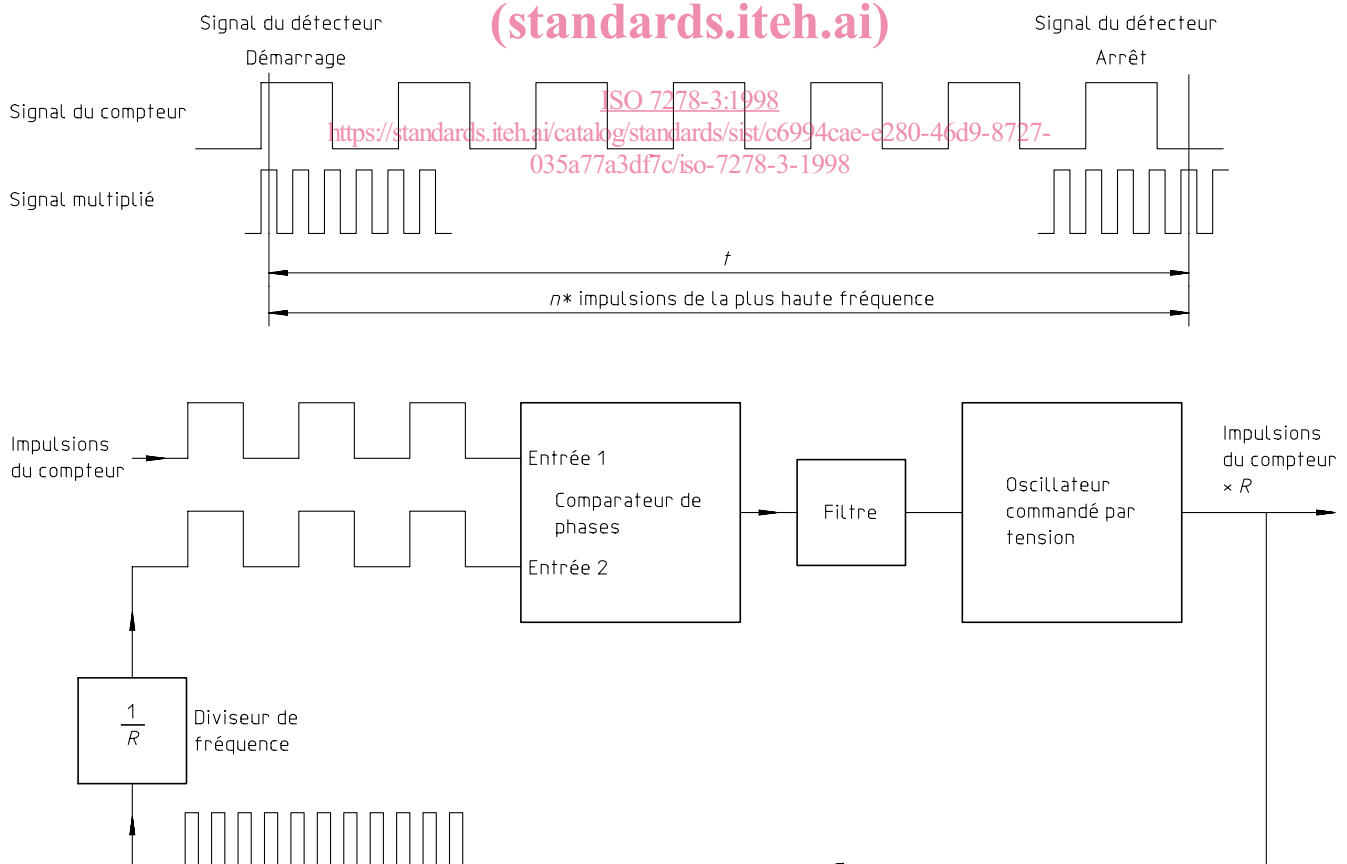 (standards.iteh.ai)
Signal du détecteur
Signal du détecteur
Démarrage
Arrêt
Signal du compteur
ISO 7278-3:1998
https://standards.iteh.ai/catalog/standards/sist/c6994cae-e280-46d9-8727-
035a77a3df7c/iso-7278-3-1998
Signal multiplié
t
n* impulsions de la plus haute fréquence
Impulsions
du compteur
Entrée 1
Comparateur de
phases
Entrée 2
Filtre
Oscillateur
commandé par
tension
Impulsions
du compteur
× R
1
R
Diviseur de
fréquence